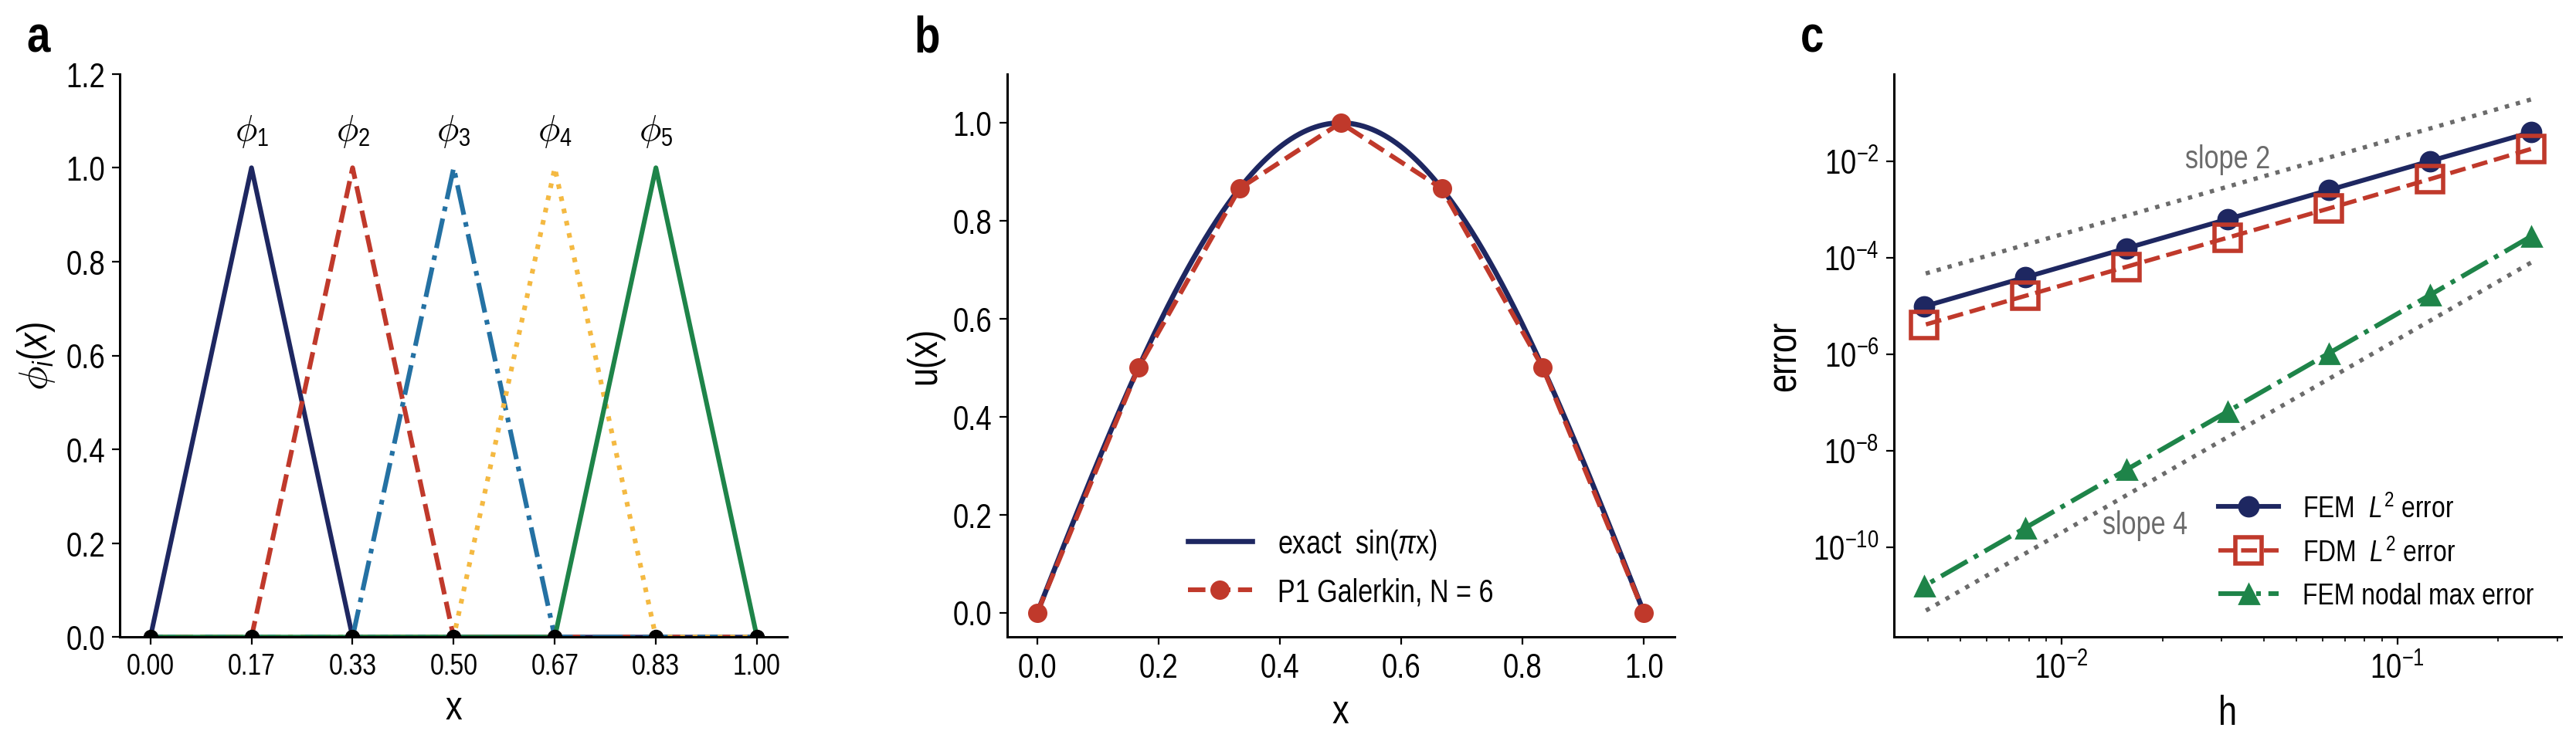 a
1.2
1.0
0.8
0.6
0.4
0.2
0.0
ϕ1 ϕ2 ϕ3 ϕ4 ϕ5
ϕi(x)
0.00 0.17 0.33 0.50 0.67 0.83 1.00
x
b
1.0
0.8
0.6
0.4
0.2
0.0
u(x)
exact sin(πx)
P1 Galerkin, N = 6
0.0 0.2 0.4 0.6 0.8 1.0
x
c
10⁻²
10⁻⁴
10⁻⁶
10⁻⁸
10⁻¹⁰
error
slope 2
slope 4
FEM L² error
FDM L² error
FEM nodal max error
10⁻² 10⁻¹
h